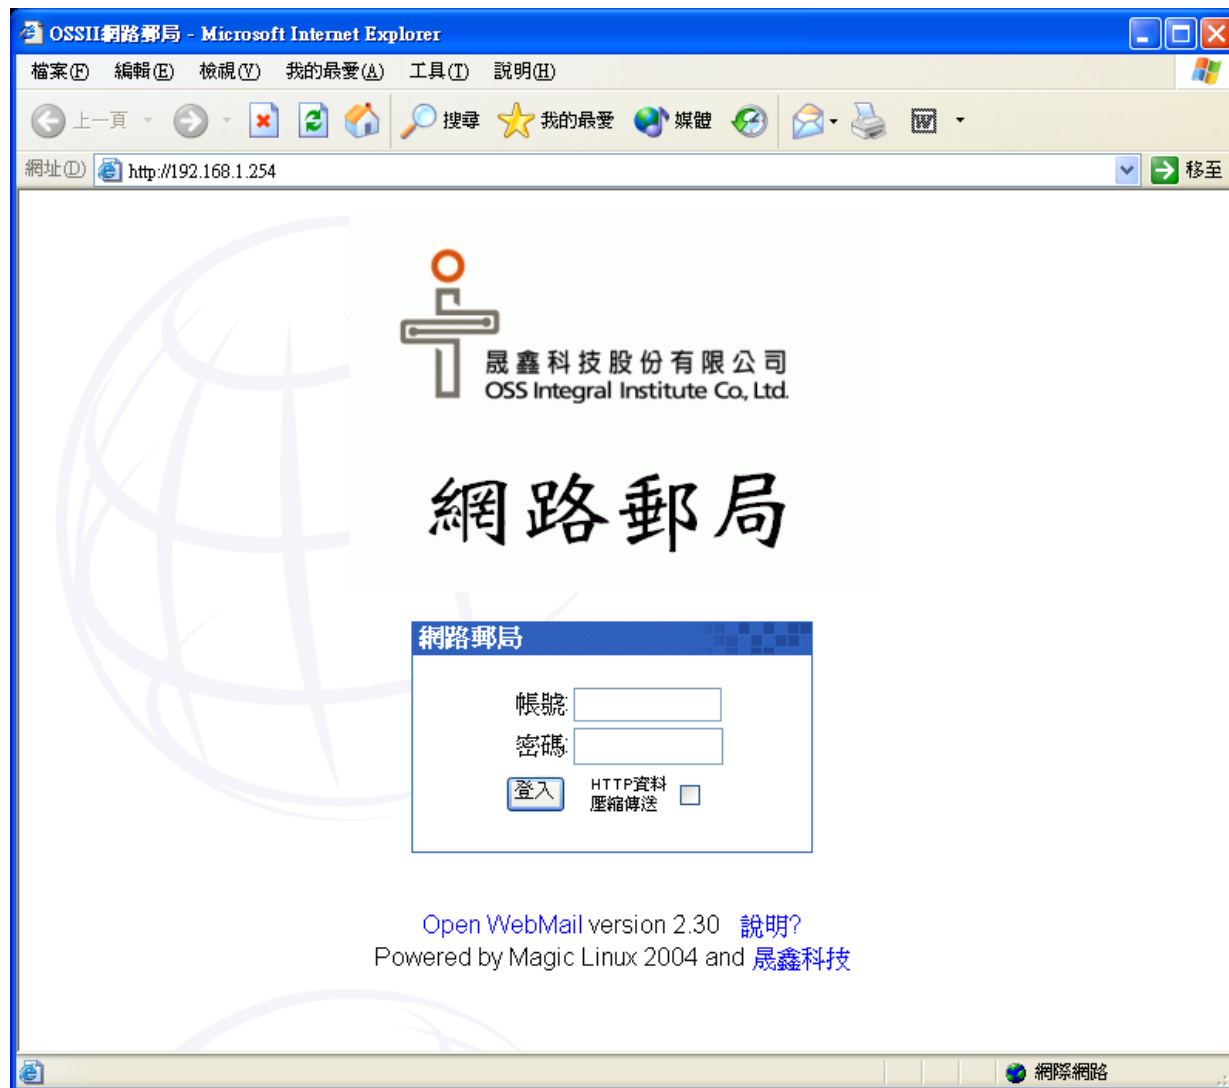 OSSII網路郵局 - Microsoft Internet Explorer
檔案(F) 編輯(E) 檢視(V) 我的最愛(A) 工具(T) 說明(H)
上一頁 搜尋 我的最愛 媒體
網址(D) http://192.168.1.254 移至
晟鑫科技股份有限公司
OSS Integral Institute Co., Ltd.
網路郵局
網路郵局
帳號:
密碼:
登入 HTTP資料
壓縮傳送
Open WebMail version 2.30 說明?
Powered by Magic Linux 2004 and 晟鑫科技
網際網路